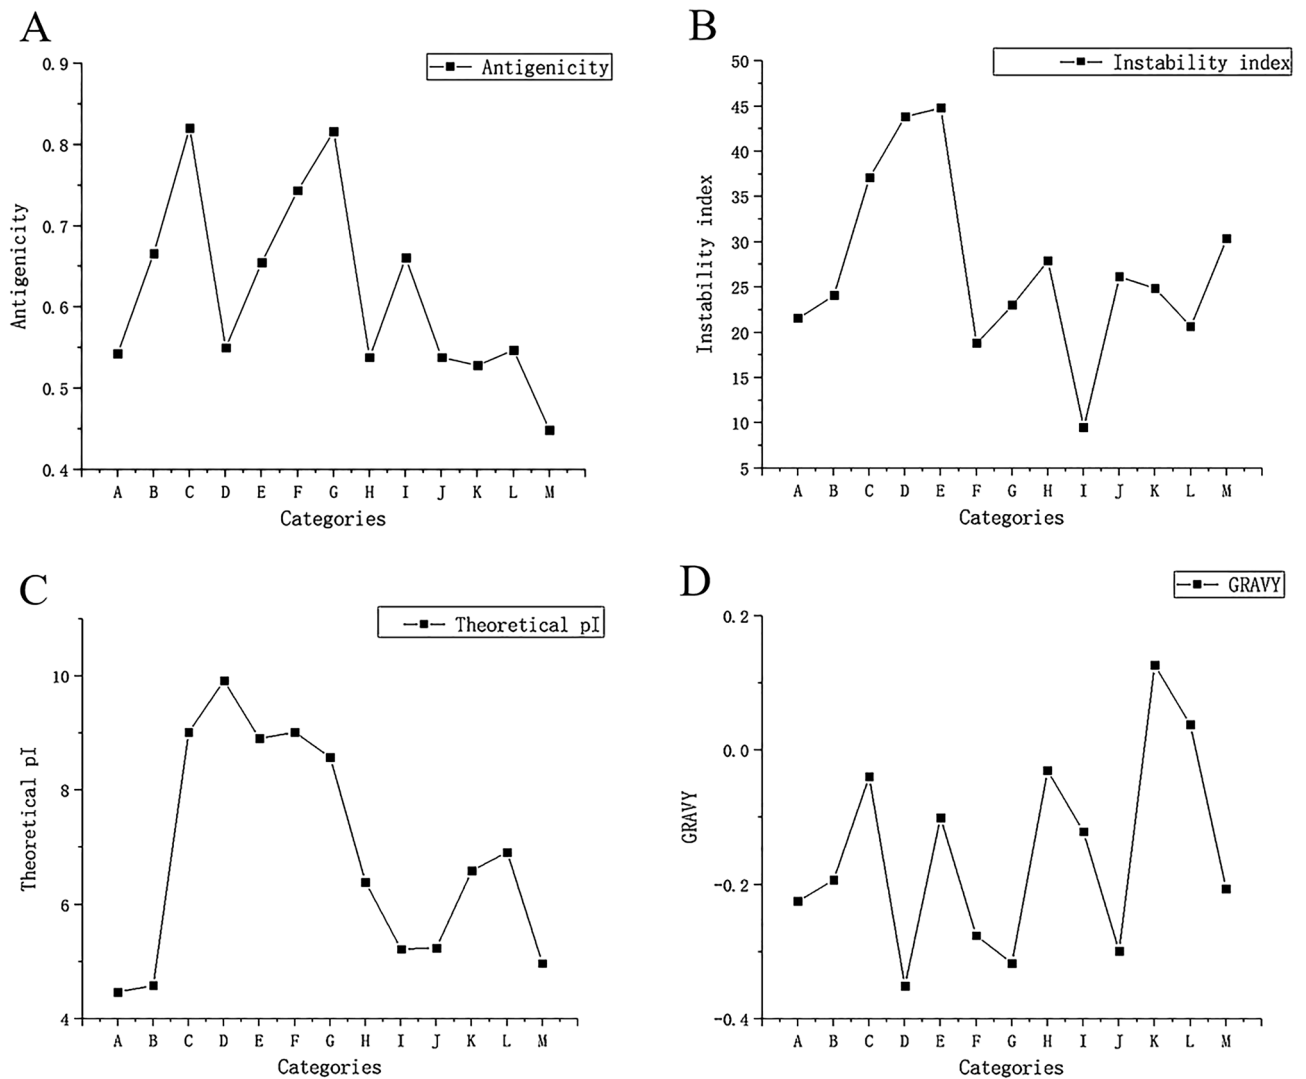 A
Antigenicity
0.9
0.8
0.7
0.6
0.5
0.4
Antigenicity
A B C D E F G H I J K L M
Categories
B
Instability index
50
45
40
35
30
25
20
15
10
5
Instability index
A B C D E F G H I J K L M
Categories
C
Theoretical pI
10
8
6
4
Theoretical pI
A B C D E F G H I J K L M
Categories
D
GRAVY
0.2
0.0
-0.2
-0.4
GRAVY
A B C D E F G H I J K L M
Categories